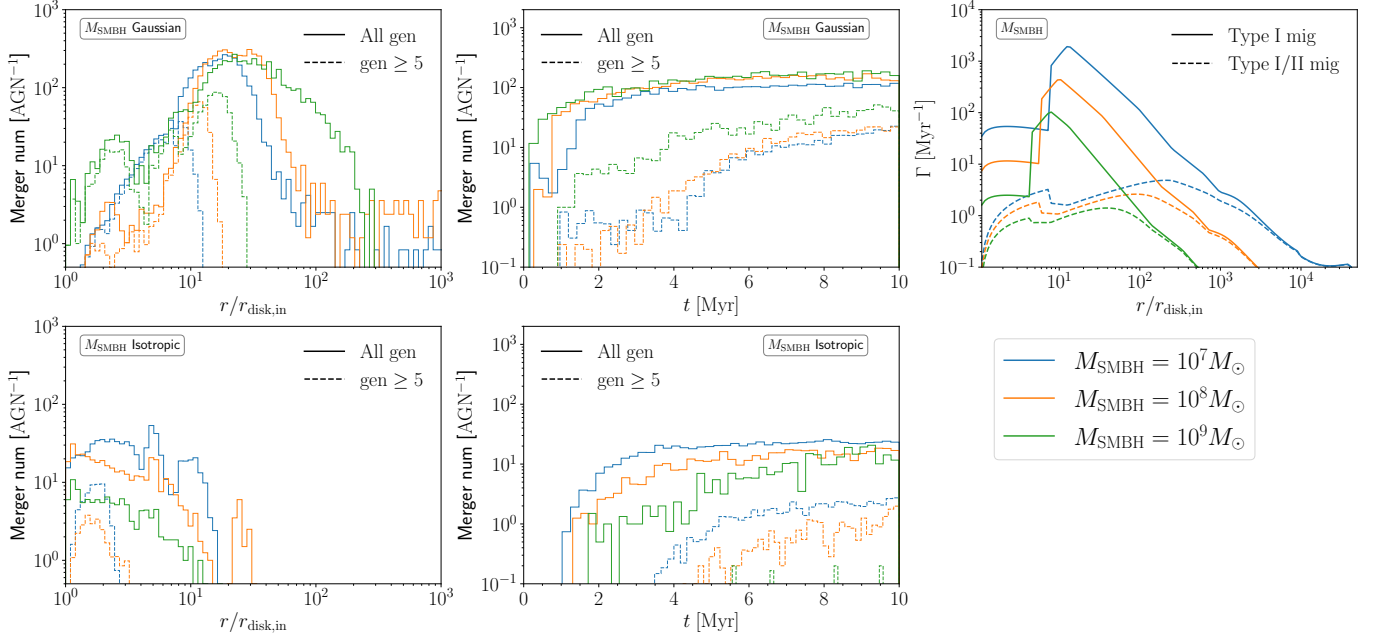 M_SMBH Gaussian
All gen
gen ≥ 5
Merger num [AGN⁻¹]
10³
10²
10¹
10⁰
10⁰ 10¹ 10² 10³
r/r_disk,in
M_SMBH Gaussian
All gen
gen ≥ 5
Merger num [AGN⁻¹]
10³
10²
10¹
10⁰
10⁻¹
0 2 4 6 8 10
t [Myr]
M_SMBH
Type I mig
Type I/II mig
Γ [Myr⁻¹]
10⁴
10³
10²
10¹
10⁰
10⁻¹
10¹ 10² 10³ 10⁴
r/r_disk,in
M_SMBH Isotropic
All gen
gen ≥ 5
Merger num [AGN⁻¹]
10³
10²
10¹
10⁰
10⁰ 10¹ 10² 10³
r/r_disk,in
M_SMBH Isotropic
All gen
gen ≥ 5
Merger num [AGN⁻¹]
10³
10²
10¹
10⁰
10⁻¹
0 2 4 6 8 10
t [Myr]
M_SMBH = 10⁷M_⊙
M_SMBH = 10⁸M_⊙
M_SMBH = 10⁹M_⊙